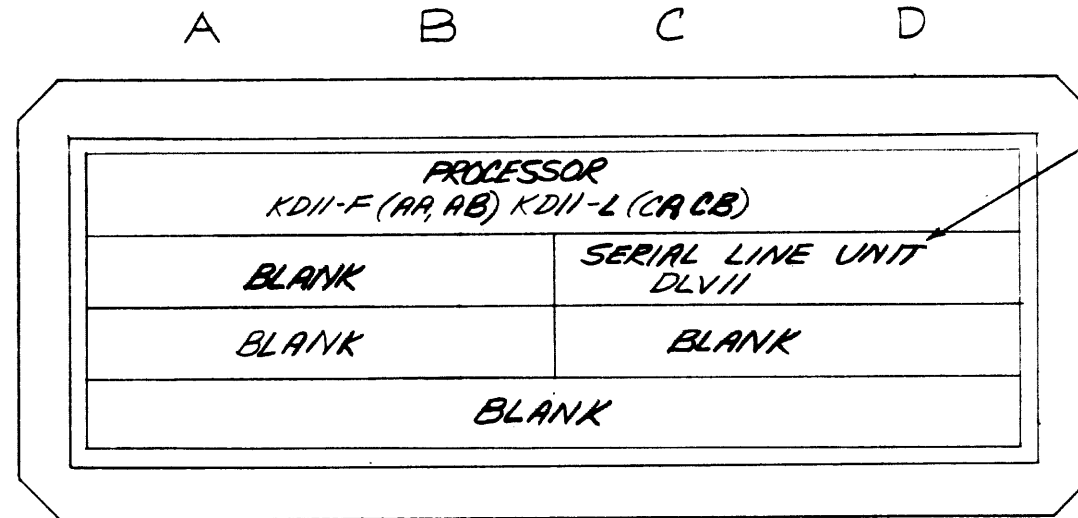 A B C D
PROCESSOR
KD11-F (AA, AB) KD11-L (CA CB)
BLANK
SERIAL LINE UNIT
DLV11
BLANK
BLANK
BLANK